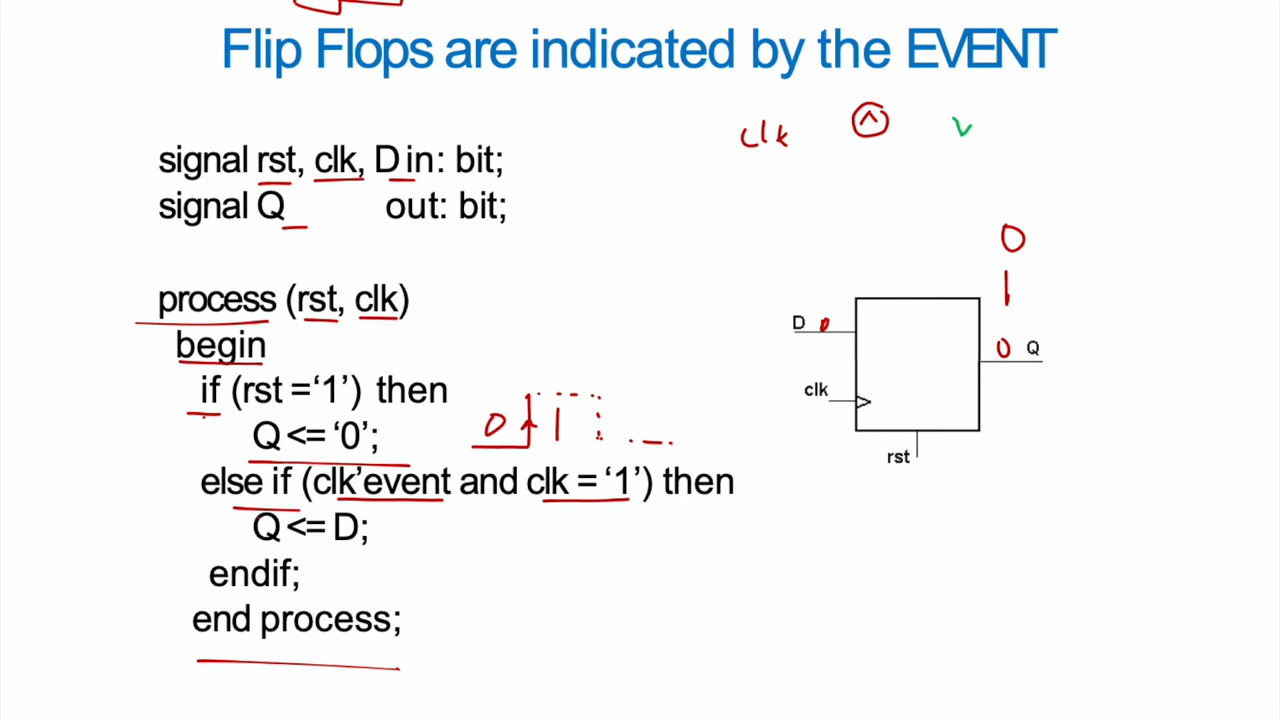 Flip Flops are indicated by the EVENT
clk ^ v
signal rst, clk, D in: bit;
signal Q out: bit;
0
process (rst, clk)
1
D 0
begin
0 Q
if (rst =‘1’) then
clk
Q <= ‘0’;
0 1
rst
else if (clk’event and clk = ‘1’) then
Q <= D;
endif;
end process;